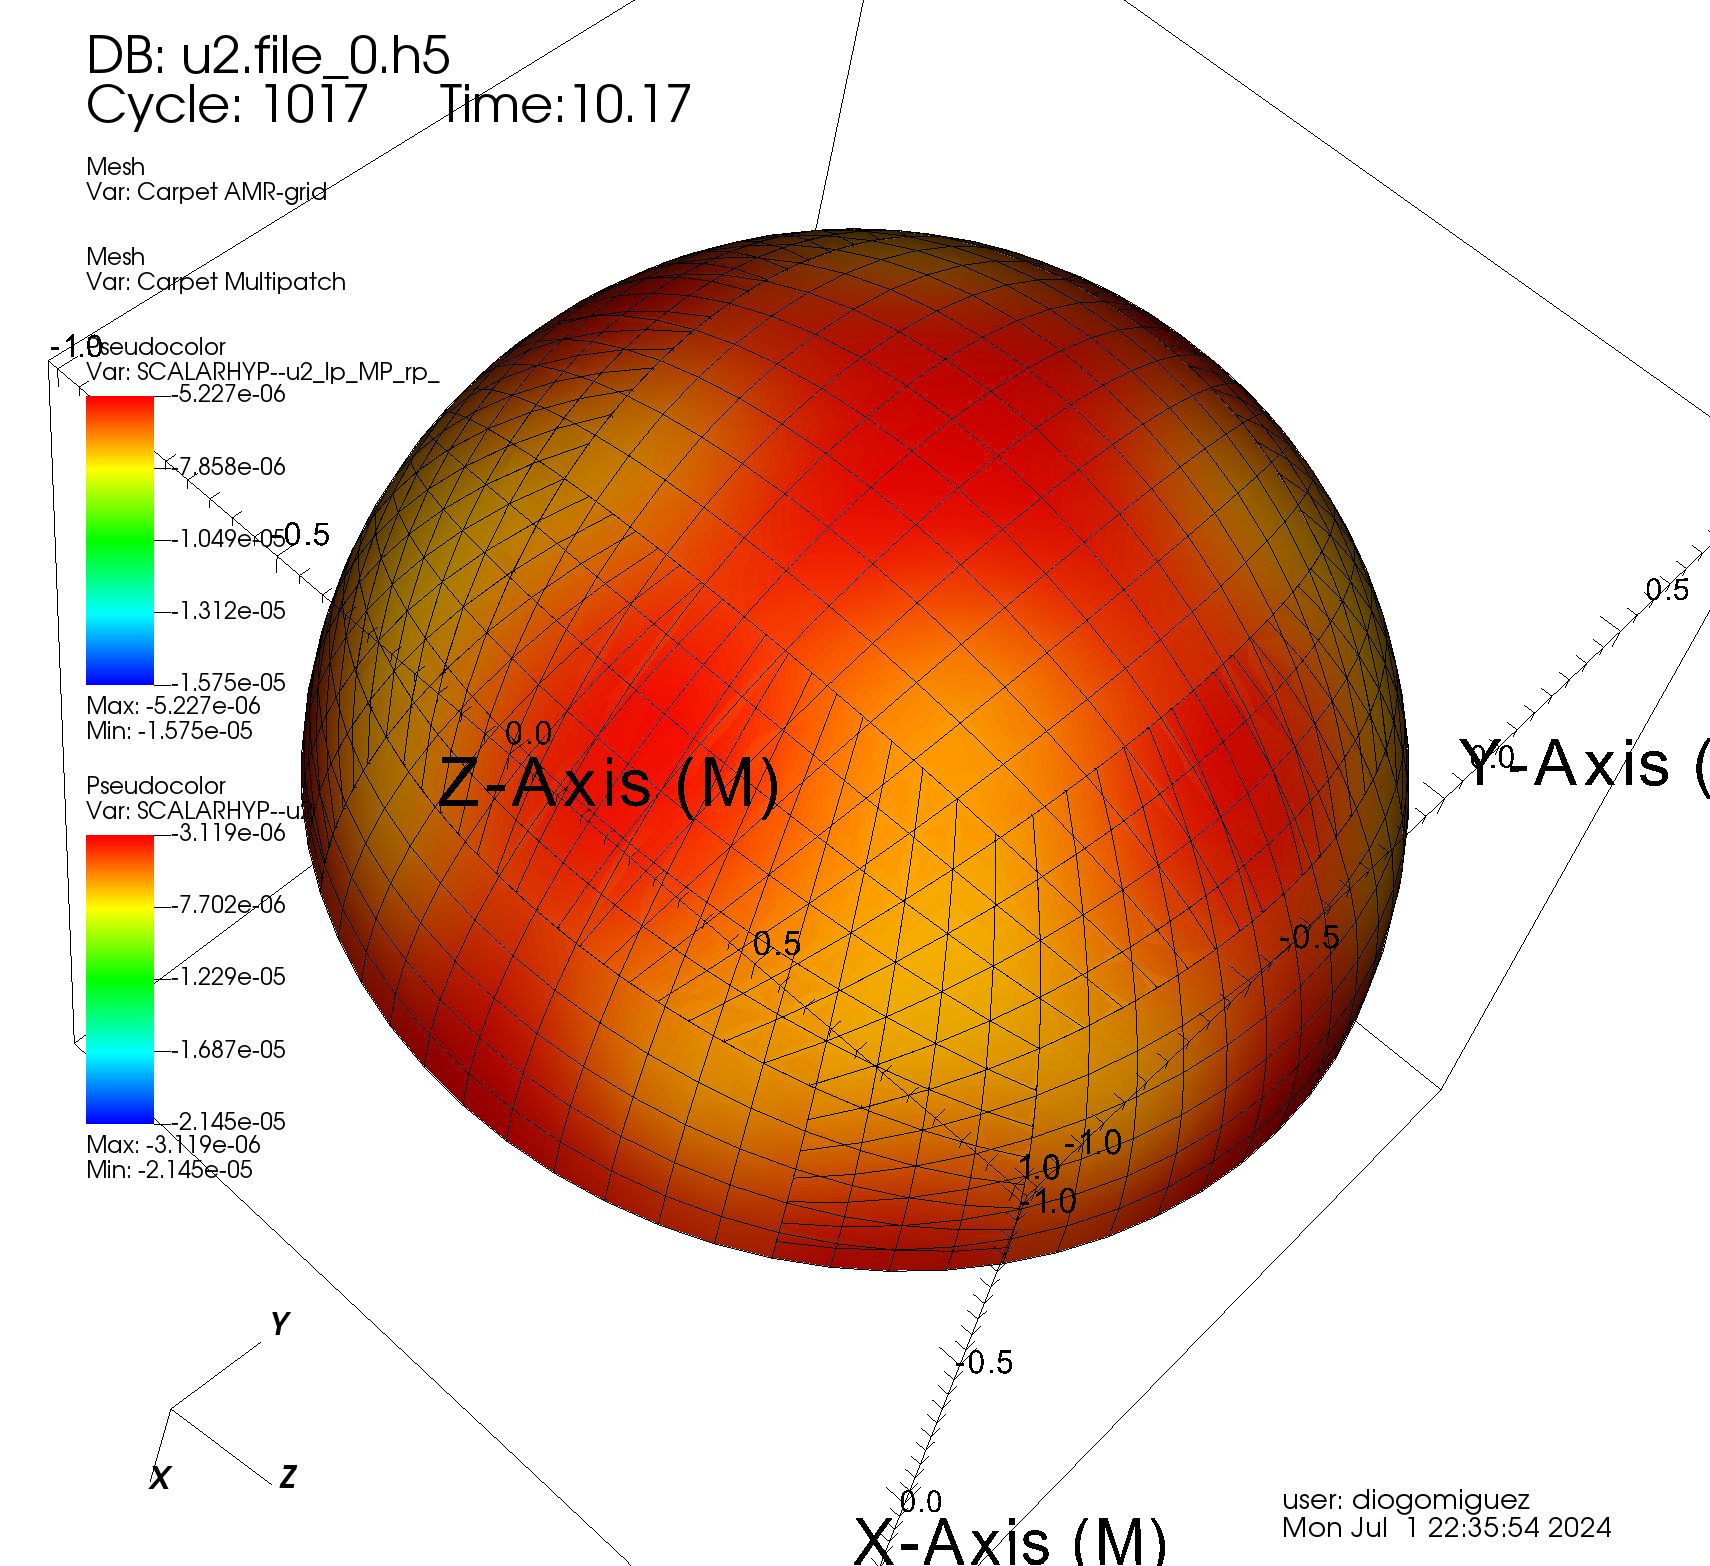 DB: u2.file_0.h5
Cycle: 1017 Time:10.17
Mesh
Var: Carpet AMR-grid
Mesh
Var: Carpet Multipatch
-1.0
Pseudocolor
Var: SCALARHYP--u2_lp_MP_rp_
-5.227e-06
-7.858e-06
-1.049e-05
-1.312e-05
-1.575e-05
Max: -5.227e-06
Min: -1.575e-05
Pseudocolor
Var: SCALARHYP--u2
-3.119e-06
-7.702e-06
-1.229e-05
-1.687e-05
-2.145e-05
Max: -3.119e-06
Min: -2.145e-05
-0.5
0.0
Z-Axis (M)
0.5
1.0
0.5
0.0
Y-Axis (
-0.5
-1.0
-1.0
-0.5
0.0
X-Axis (M)
Y
X
Z
user: diogomiguez
Mon Jul 1 22:35:54 2024